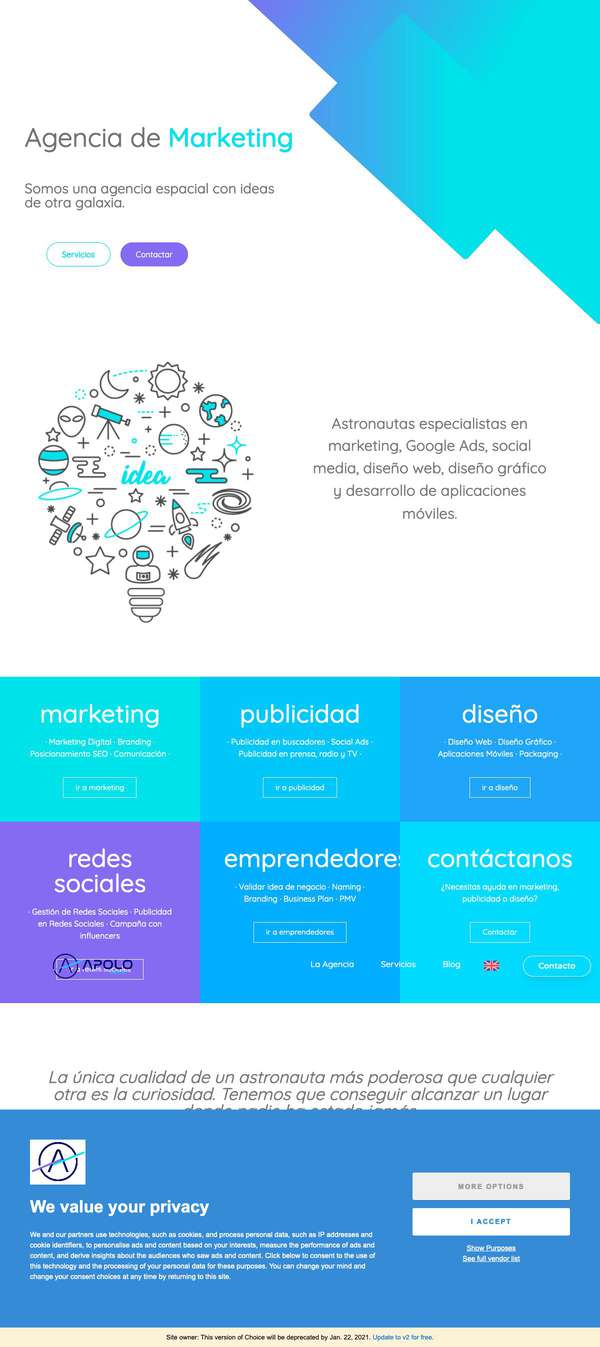 Agencia de Marketing
Somos una agencia espacial con ideas
de otra galaxia.
Servicios
Contactar
idea
Astronautas especialistas en
marketing, Google Ads, social
media, diseño web, diseño gráfico
y desarrollo de aplicaciones
móviles.
marketing
· Marketing Digital · Branding ·
Posicionamiento SEO · Comunicación ·
ir a marketing
publicidad
· Publicidad en buscadores · Social Ads ·
Publicidad en prensa, radio y TV ·
ir a publicidad
diseño
· Diseño Web · Diseño Gráfico ·
Aplicaciones Móviles · Packaging ·
ir a diseño
redes
sociales
· Gestión de Redes Sociales · Publicidad
en Redes Sociales · Campaña con
influencers
emprendedores
· Validar idea de negocio · Naming ·
Branding · Business Plan · PMV
ir a emprendedores
contáctanos
¿Necesitas ayuda en marketing,
publicidad o diseño?
Contactar
APOLO
La Agencia
Servicios
Blog
Contacto
La única cualidad de un astronauta más poderosa que cualquier
otra es la curiosidad. Tenemos que conseguir alcanzar un lugar
donde nadie ha estado jamás
We value your privacy
We and our partners use technologies, such as cookies, and process personal data, such as IP addresses and
cookie identifiers, to personalise ads and content based on your interests, measure the performance of ads and
content, and derive insights about the audiences who saw ads and content. Click below to consent to the use of
this technology and the processing of your personal data for these purposes. You can change your mind and
change your consent choices at any time by returning to this site.
MORE OPTIONS
I ACCEPT
Show Purposes
See full vendor list
Site owner: This version of Choice will be deprecated by Jan. 22, 2021. Update to v2 for free.